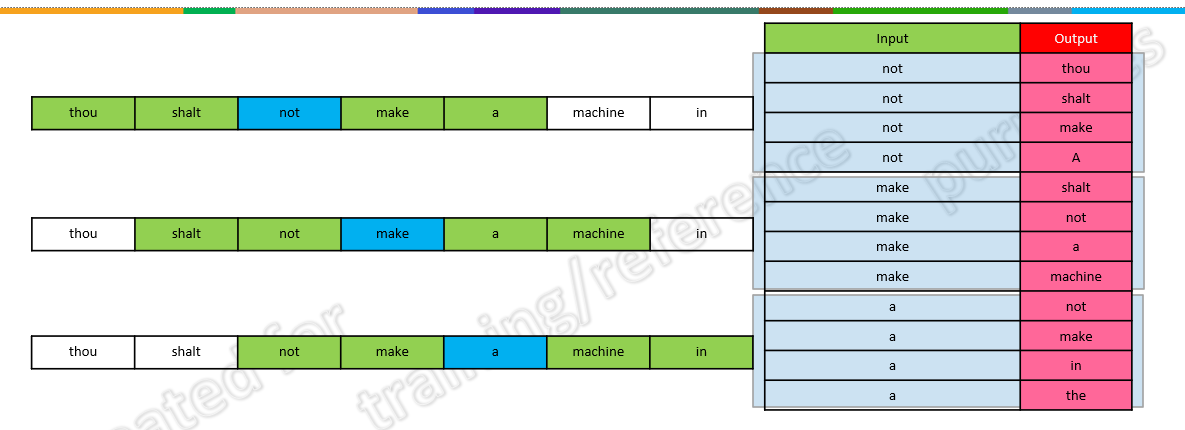 Input Output
not thou
not shalt
thou shalt not make a machine in
not make
not A
make shalt
make not
thou shalt not make a machine in
make a
make machine
a not
a make
thou shalt not make a machine in
a in
a the
created for
training/reference
purposes